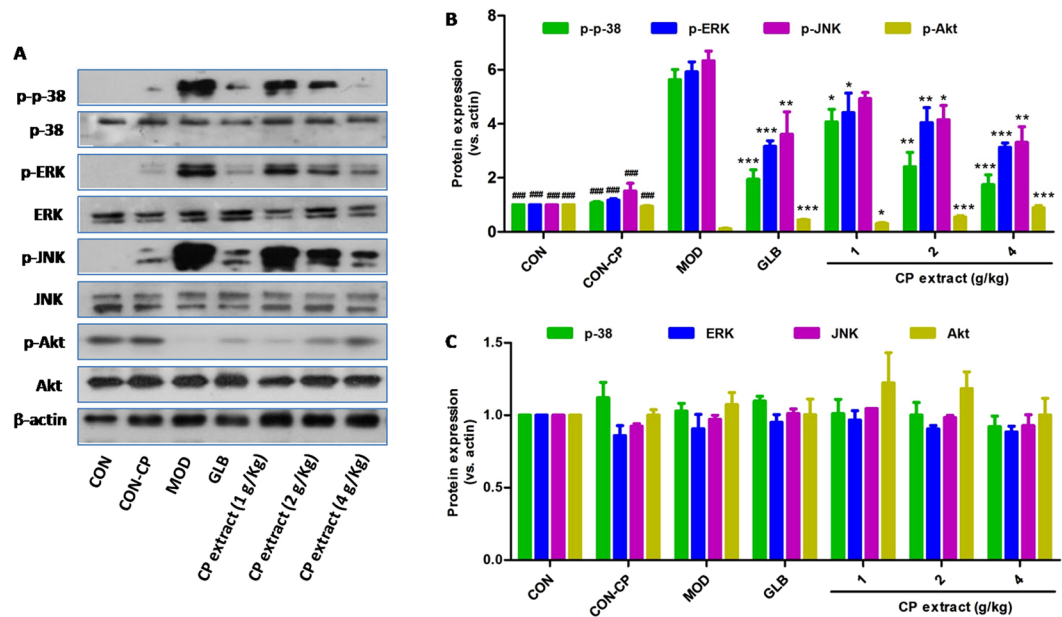 A
p-p-38
p-38
p-ERK
ERK
p-JNK
JNK
p-Akt
Akt
β-actin
CON
CON-CP
MOD
GLB
CP extract (1 g/Kg)
CP extract (2 g/Kg)
CP extract (4 g/Kg)
B
p-p-38 p-ERK p-JNK p-Akt
Protein expression
(vs. actin)
8
6
4
2
0
### ### ### ###
### ### ### ###
*** *** ** ***
* * *
** ** * ***
*** *** ** ***
CON CON-CP MOD GLB 1 2 4
CP extract (g/kg)
C
p-38 ERK JNK Akt
Protein expression
(vs. actin)
1.5
1.0
0.5
0.0
CON CON-CP MOD GLB 1 2 4
CP extract (g/kg)